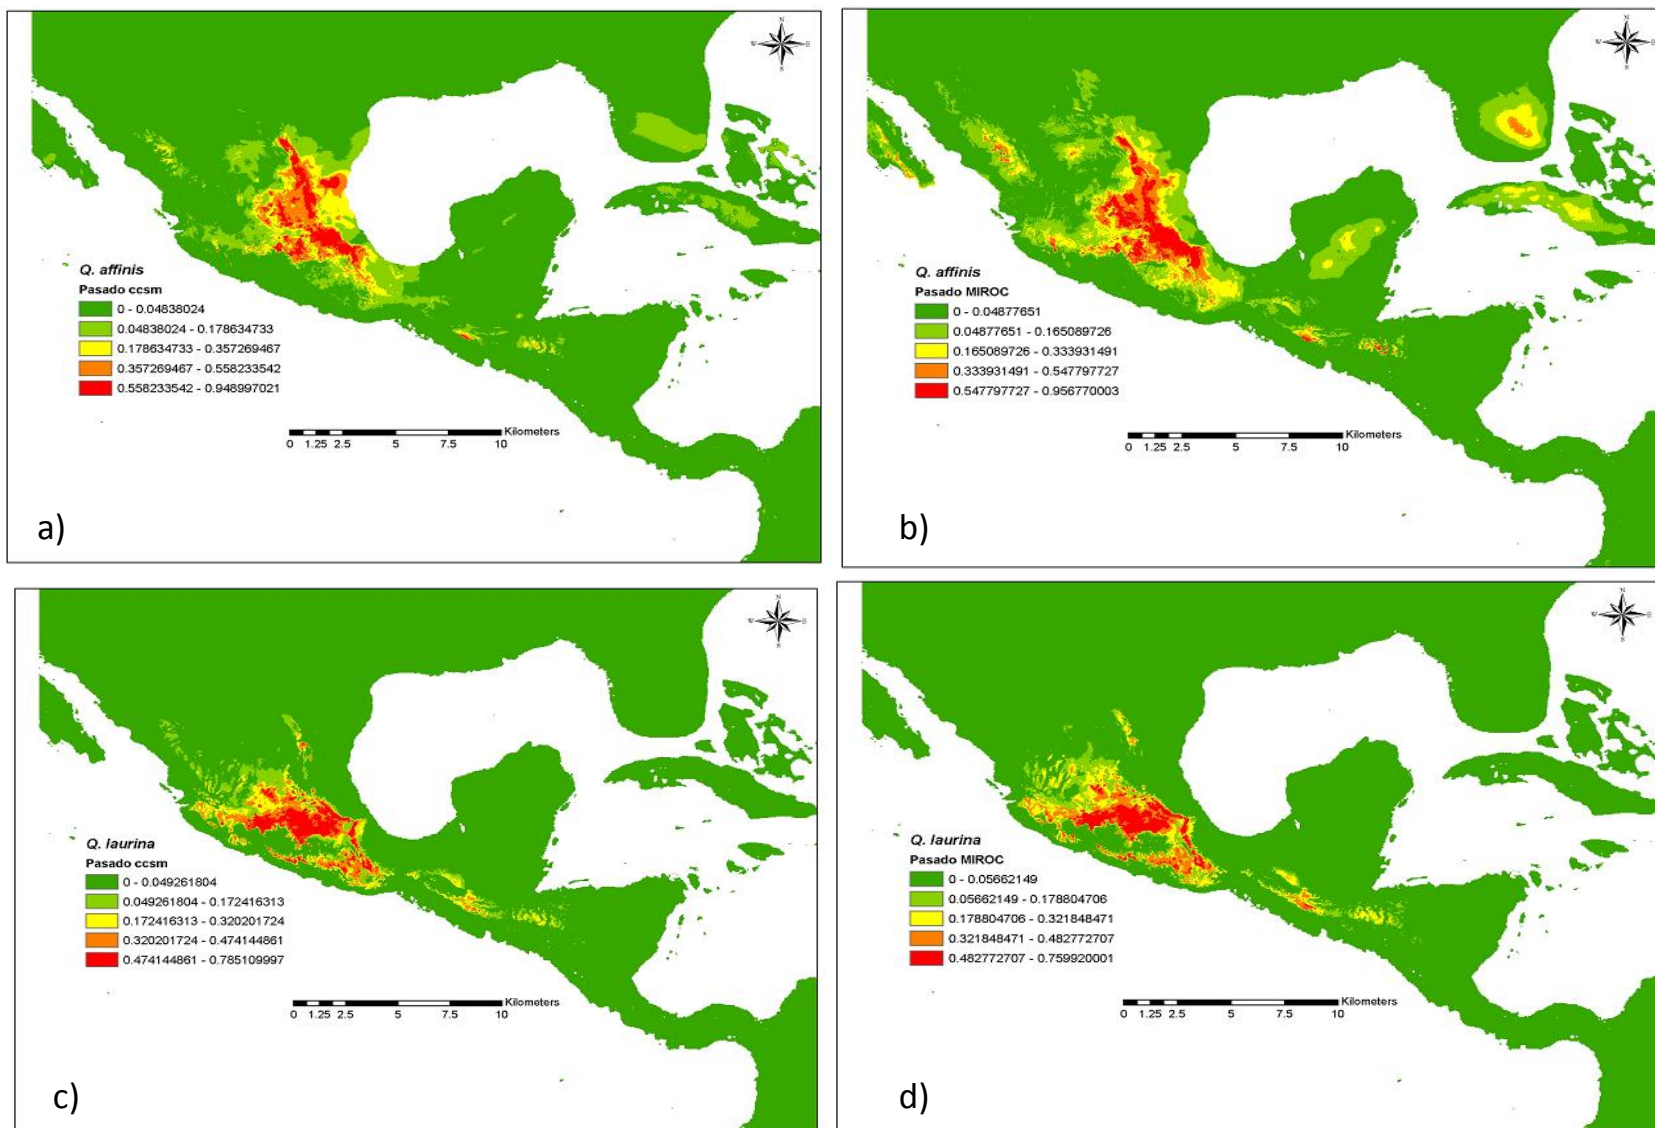 N
W E
S
Q. affinis
Pasado ccsm
0 - 0.04838024
0.04838024 - 0.178634733
0.178634733 - 0.357269467
0.357269467 - 0.558233542
0.558233542 - 0.948997021
Kilometers
0 1.25 2.5 5 7.5 10
a)
N
W E
S
Q. affinis
Pasado MIROC
0 - 0.04877651
0.04877651 - 0.165089726
0.165089726 - 0.333931491
0.333931491 - 0.547797727
0.547797727 - 0.956770003
Kilometers
0 1.25 2.5 5 7.5 10
b)
N
W E
S
Q. laurina
Pasado ccsm
0 - 0.049261804
0.049261804 - 0.172416313
0.172416313 - 0.320201724
0.320201724 - 0.474144861
0.474144861 - 0.785109997
Kilometers
0 1.25 2.5 5 7.5 10
c)
N
W E
S
Q. laurina
Pasado MIROC
0 - 0.05662149
0.05662149 - 0.178804706
0.178804706 - 0.321848471
0.321848471 - 0.482772707
0.482772707 - 0.759920001
Kilometers
0 1.25 2.5 5 7.5 10
d)